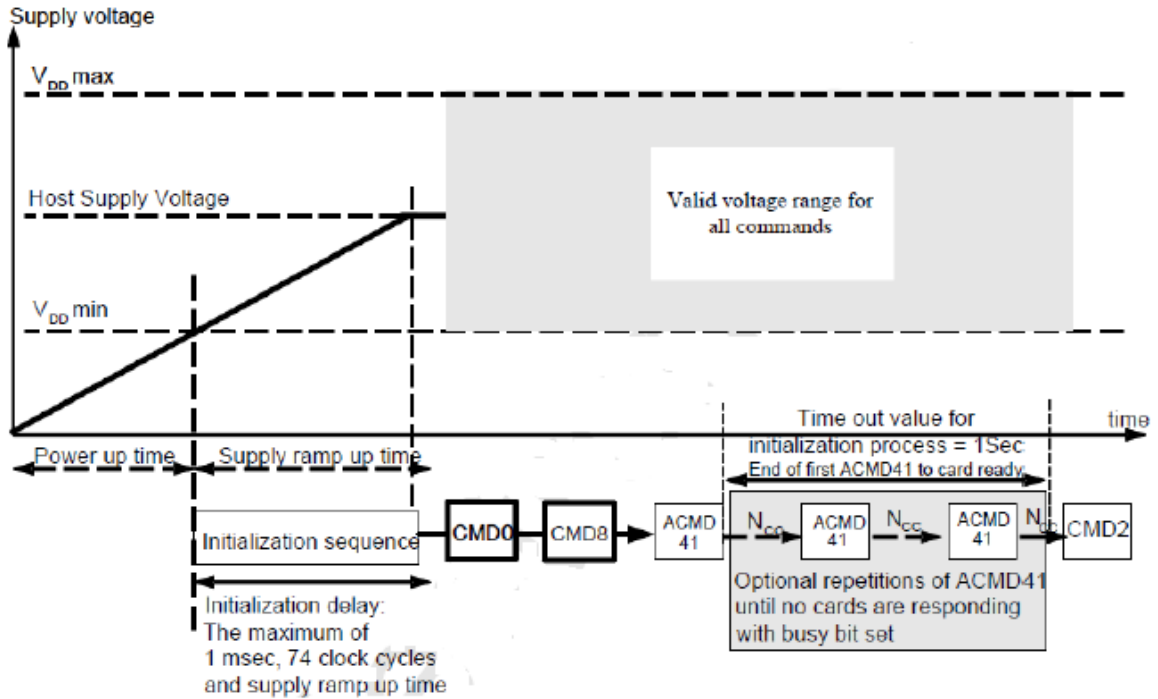 Supply voltage
V_DD max
Host Supply Voltage
Valid voltage range for
all commands
V_DD min
Time out value for
initialization process = 1Sec
End of first ACMD41 to card ready
time
Power up time
Supply ramp up time
Initialization sequence
CMD0
CMD8
ACMD
41
N_CC
ACMD
41
N_CC
ACMD
41
N_CC
CMD2
Optional repetitions of ACMD41
until no cards are responding
with busy bit set
Initialization delay:
The maximum of
1 msec, 74 clock cycles
and supply ramp up time